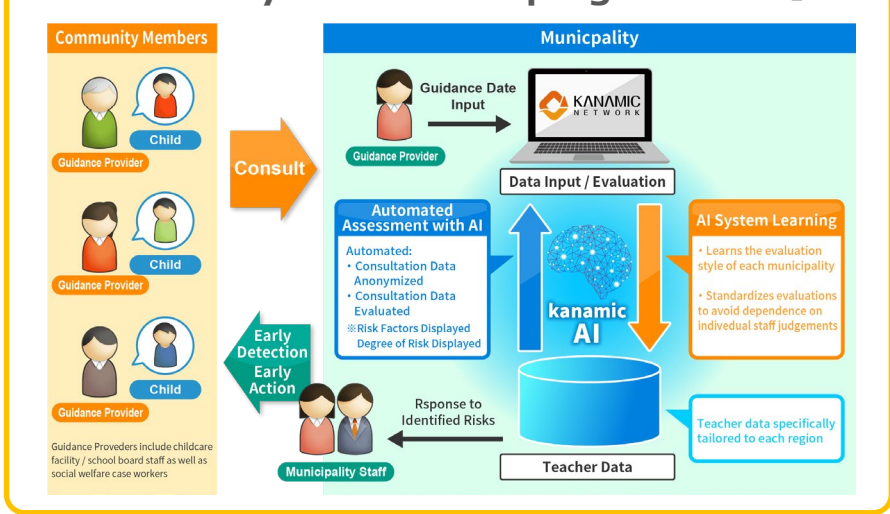 Community Members
Child
Guidance Provider
Child
Guidance Provider
Child
Guidance Provider
Guidance Proveders include childcare
facility / school board staff as well as
social welfare case workers
Consult
Early
Detection
Early
Action
Municpality
Guidance Date
Input
Guidance Provider
KANAMIC
NETWORK
Data Input / Evaluation
Automated
Assessment with AI
Automated:
・Consultation Data
Anonymized
・Consultation Data
Evaluated
※Risk Factors Displayed
Degree of Risk Displayed
kanamic
AI
AI System Learning
・Learns the evaluation
style of each municipality
・Standardizes evaluations
to avoid dependence on
indivedual staff judgements
Rsponse to
Identified Risks
Municipality Staff
Teacher Data
Teacher data specifically
tailored to each region